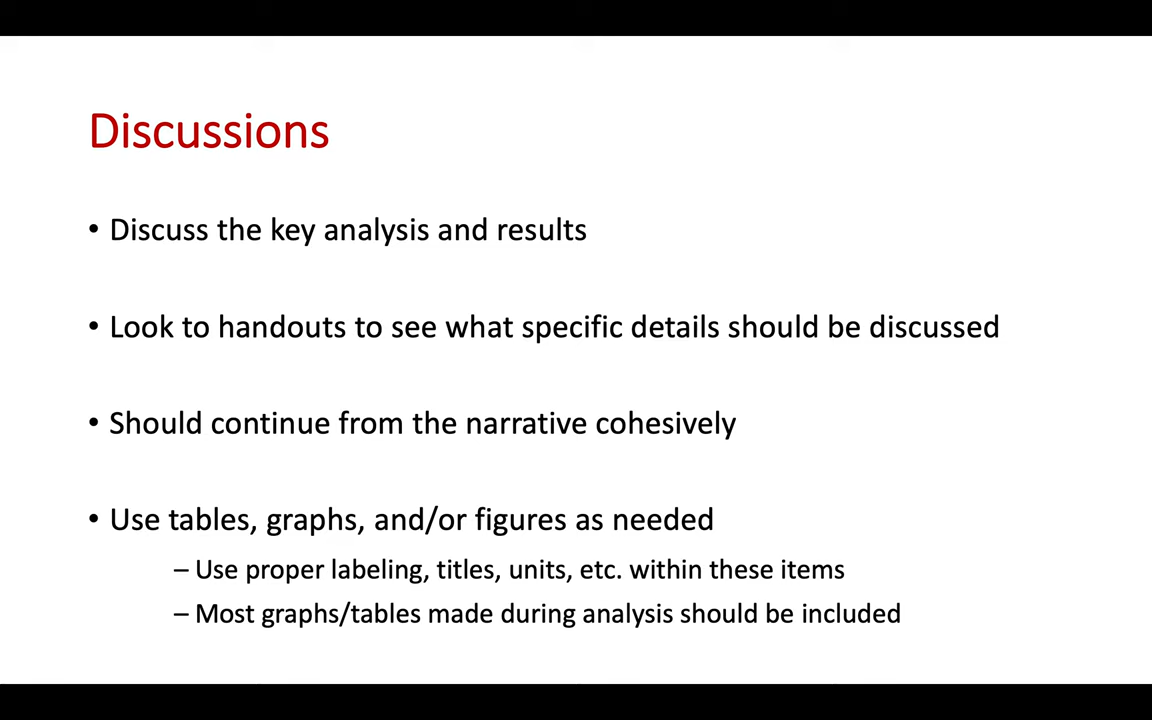 Discussions
• Discuss the key analysis and results
• Look to handouts to see what specific details should be discussed
• Should continue from the narrative cohesively
• Use tables, graphs, and/or figures as needed
– Use proper labeling, titles, units, etc. within these items
– Most graphs/tables made during analysis should be included